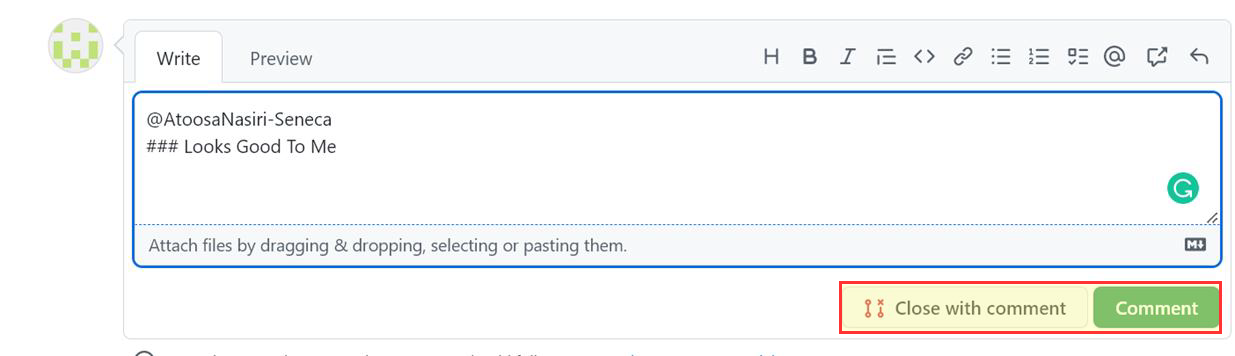 Write Preview
@AtoosaNasiri-Seneca
### Looks Good To Me
Attach files by dragging & dropping, selecting or pasting them.
Close with comment Comment